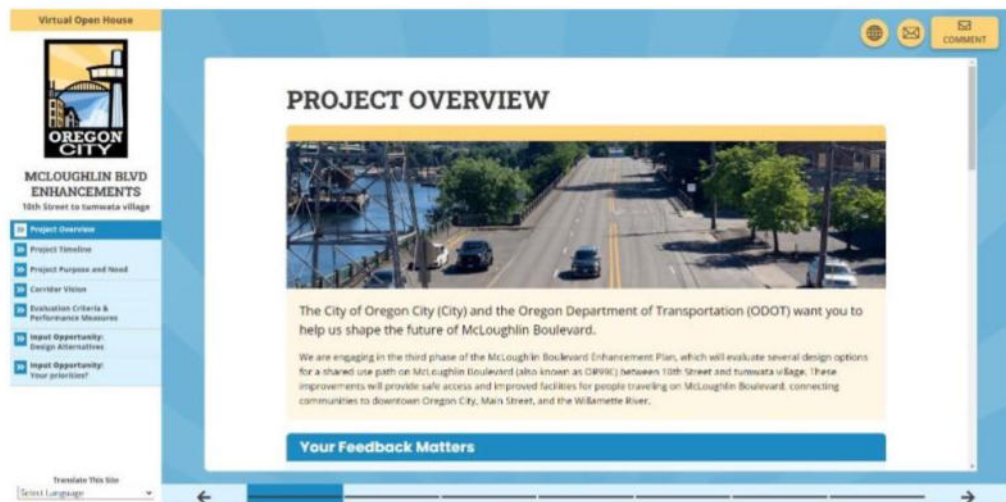 Virtual Open House
OREGON
CITY
MCLOUGHLIN BLVD
ENHANCEMENTS
10th Street to tumwata village
Project Overview
Project Timeline
Project Purpose and Need
Corridor Vision
Evaluation Criteria &
Performance Measures
Input Opportunity:
Design Alternatives
Input Opportunity:
Your priorities?
Translate This Site
Select Language
COMMENT
PROJECT OVERVIEW
The City of Oregon City (City) and the Oregon Department of Transportation (ODOT) want you to
help us shape the future of McLoughlin Boulevard.
We are engaging in the third phase of the McLoughlin Boulevard Enhancement Plan, which will evaluate several design options
for a shared use path on McLoughlin Boulevard (also known as OR99E) between 10th Street and tumwata village. These
improvements will provide safe access and improved facilities for people traveling on McLoughlin Boulevard, connecting
communities to downtown Oregon City, Main Street, and the Willamette River.
Your Feedback Matters